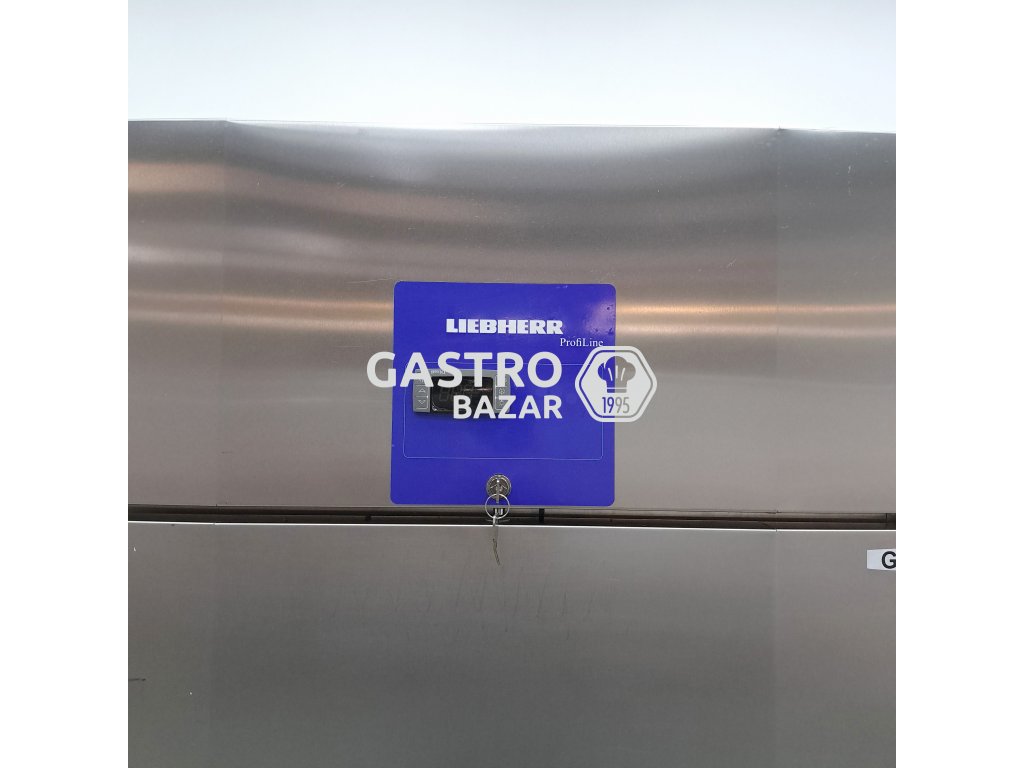 LIEBHERR
ProfiLine
GASTRO
BAZAR
1995
G